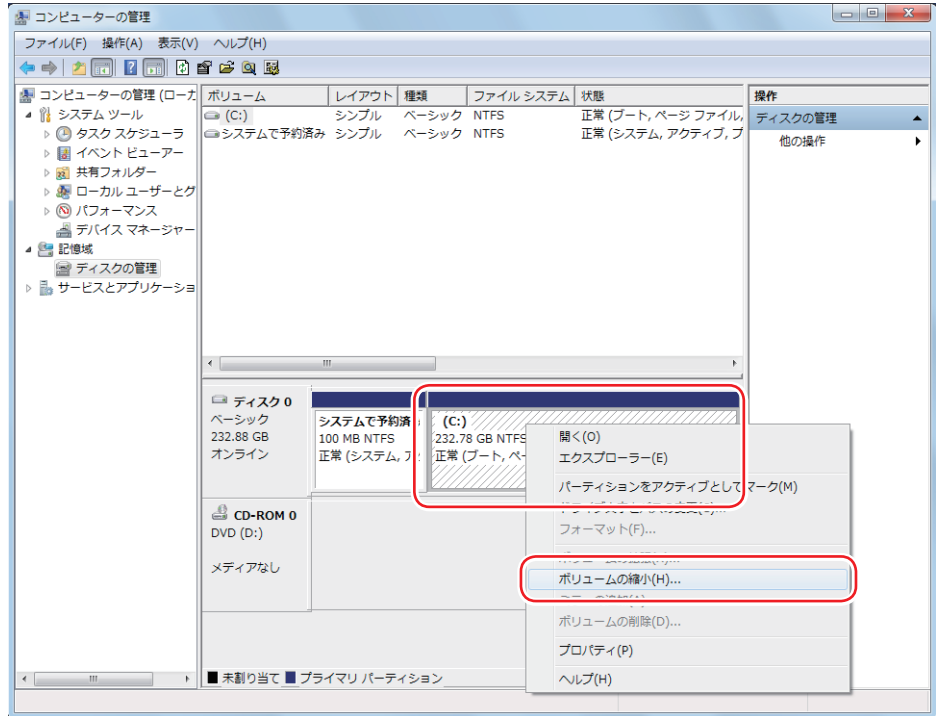 コンピューターの管理
ファイル(F) 操作(A) 表示(V) ヘルプ(H)
コンピューターの管理 (ローカ
システム ツール
タスク スケジューラ
イベント ビューアー
共有フォルダー
ローカル ユーザーとグ
パフォーマンス
デバイス マネージャー
記憶域
ディスクの管理
サービスとアプリケーショ
ボリューム レイアウト 種類 ファイル システム 状態
(C:) シンプル ベーシック NTFS 正常 (ブート, ページ ファイル,
システムで予約済み シンプル ベーシック NTFS 正常 (システム, アクティブ, プ
操作
ディスクの管理
他の操作
ディスク 0
ベーシック
232.88 GB
オンライン
システムで予約済
100 MB NTFS
正常 (システム, ア
(C:)
232.78 GB NTFS
正常 (ブート, ペー
CD-ROM 0
DVD (D:)
メディアなし
開く(O)
エクスプローラー(E)
パーティションをアクティブとしてマーク(M)
フォーマット(F)...
ボリュームの縮小(H)...
ボリュームの削除(D)...
プロパティ(P)
ヘルプ(H)
未割り当て プライマリ パーティション